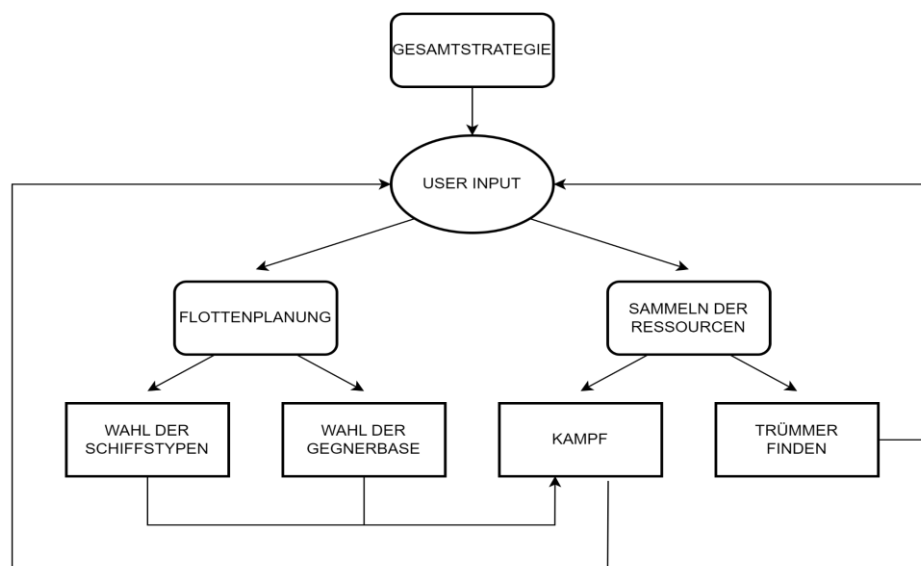 GESAMTSTRATEGIE
USER INPUT
FLOTTENPLANUNG
SAMMELN DER
RESSOURCEN
WAHL DER
SCHIFFSTYPEN
WAHL DER
GEGNERBASE
KAMPF
TRÜMMER
FINDEN